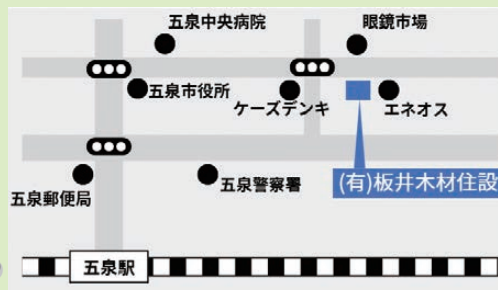 五泉中央病院
眼鏡市場
五泉市役所
ケーズデンキ
エネオス
五泉郵便局
五泉警察署
(有)板井木材住設
五泉駅